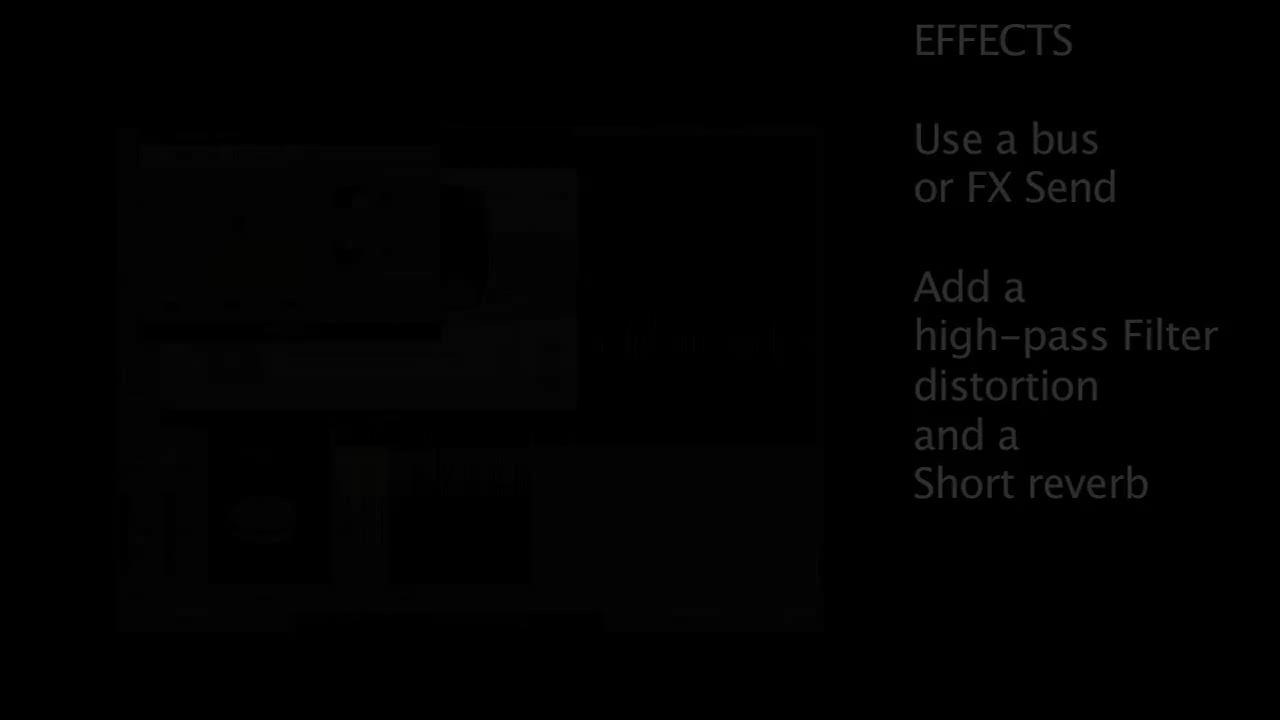 EFFECTS
Use a bus
or FX Send
Add a
high-pass Filter
distortion
and a
Short reverb